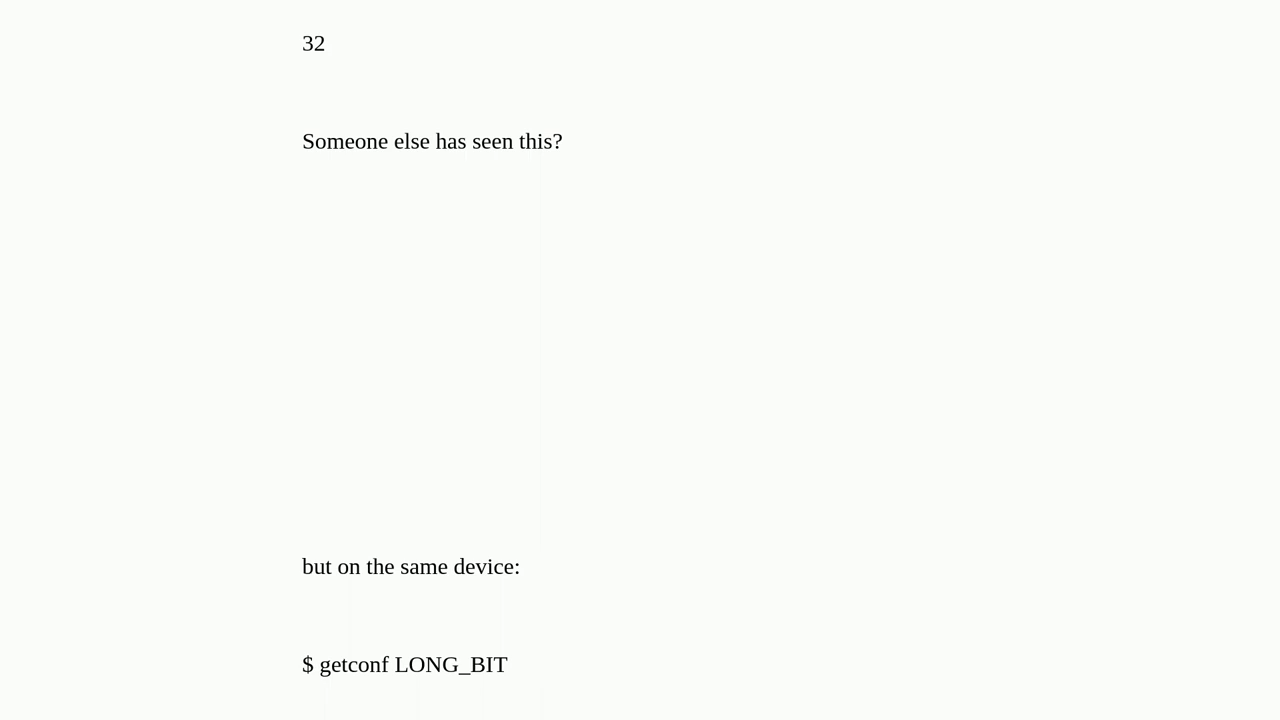 32
Someone else has seen this?
but on the same device:
$ getconf LONG_BIT